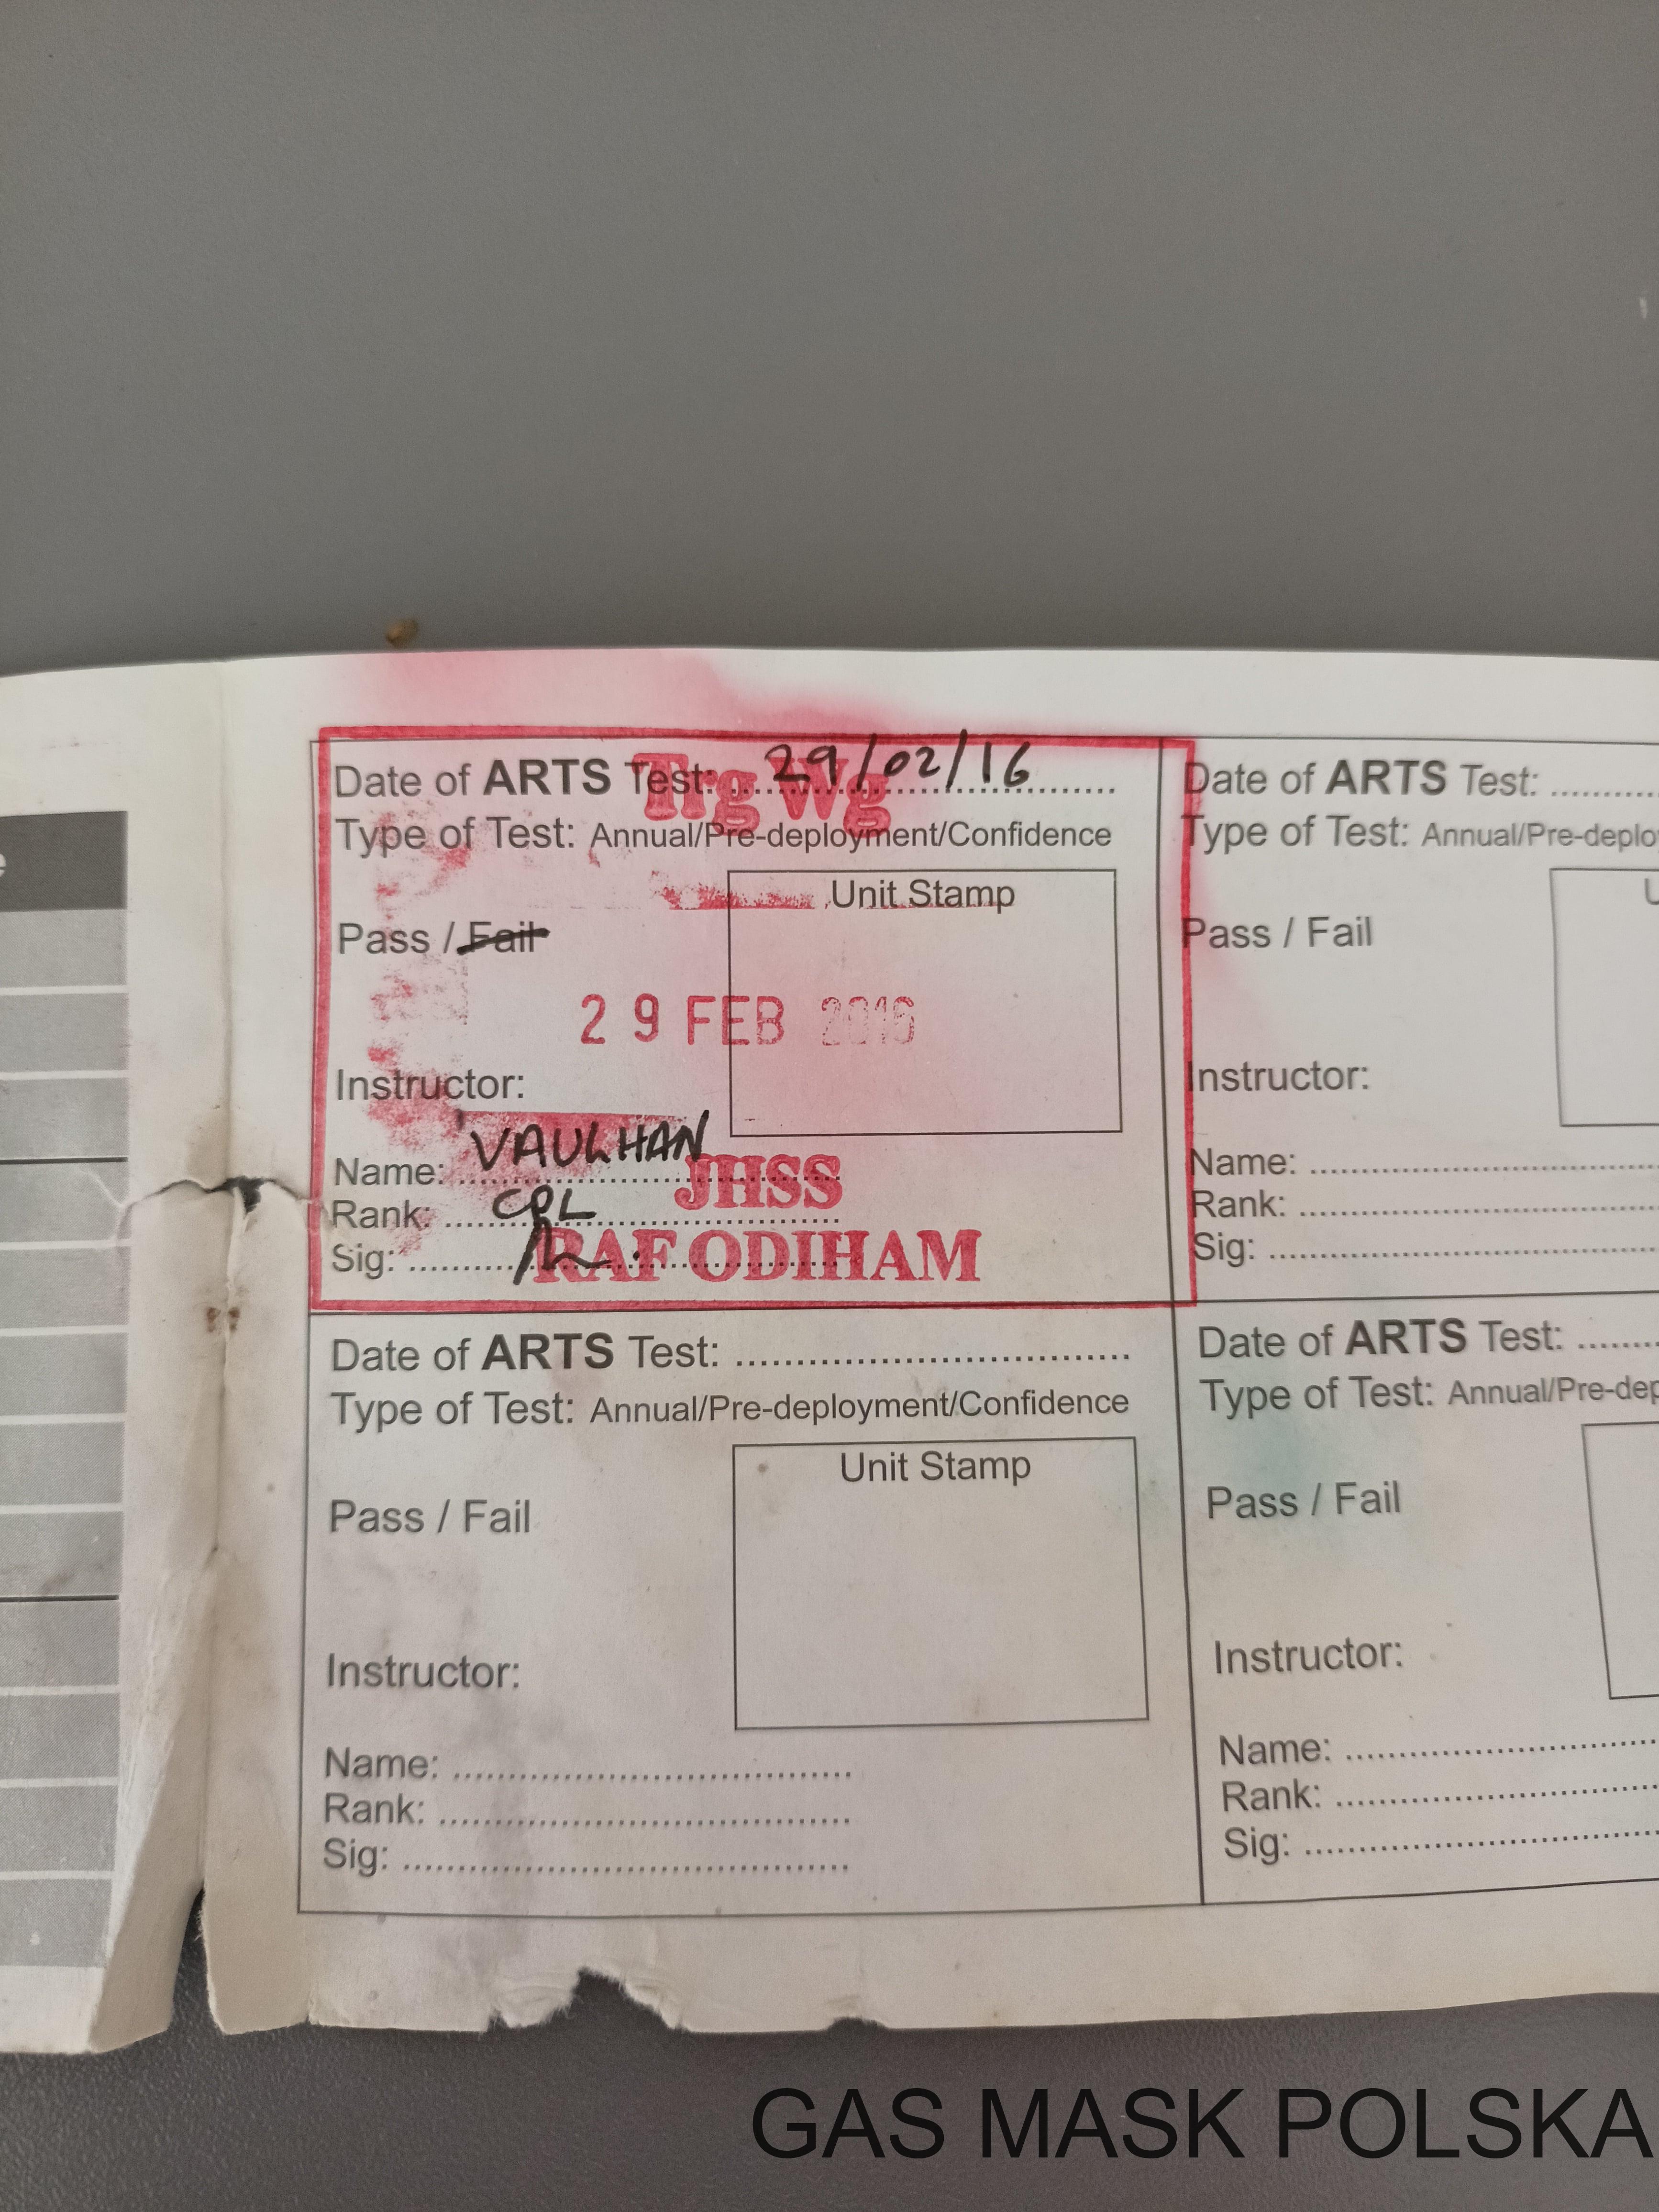 e
Date of ARTS Test: 29/02/16
Trg Wg
Type of Test: Annual/Pre-deployment/Confidence
Unit Stamp
Pass / Fail
29 FEB 2016
Instructor:
Name: VAUGHAN
JHSS
Rank: CPL
Sig:
RAF ODIHAM
Date of ARTS Test:
Type of Test: Annual/Pre-deplo
U
Pass / Fail
Instructor:
Name:
Rank:
Sig:
Date of ARTS Test:
Type of Test: Annual/Pre-deployment/Confidence
Unit Stamp
Pass / Fail
Instructor:
Name:
Rank:
Sig:
Date of ARTS Test:
Type of Test: Annual/Pre-dep
Pass / Fail
Instructor:
Name:
Rank:
Sig:
GAS MASK POLSKA